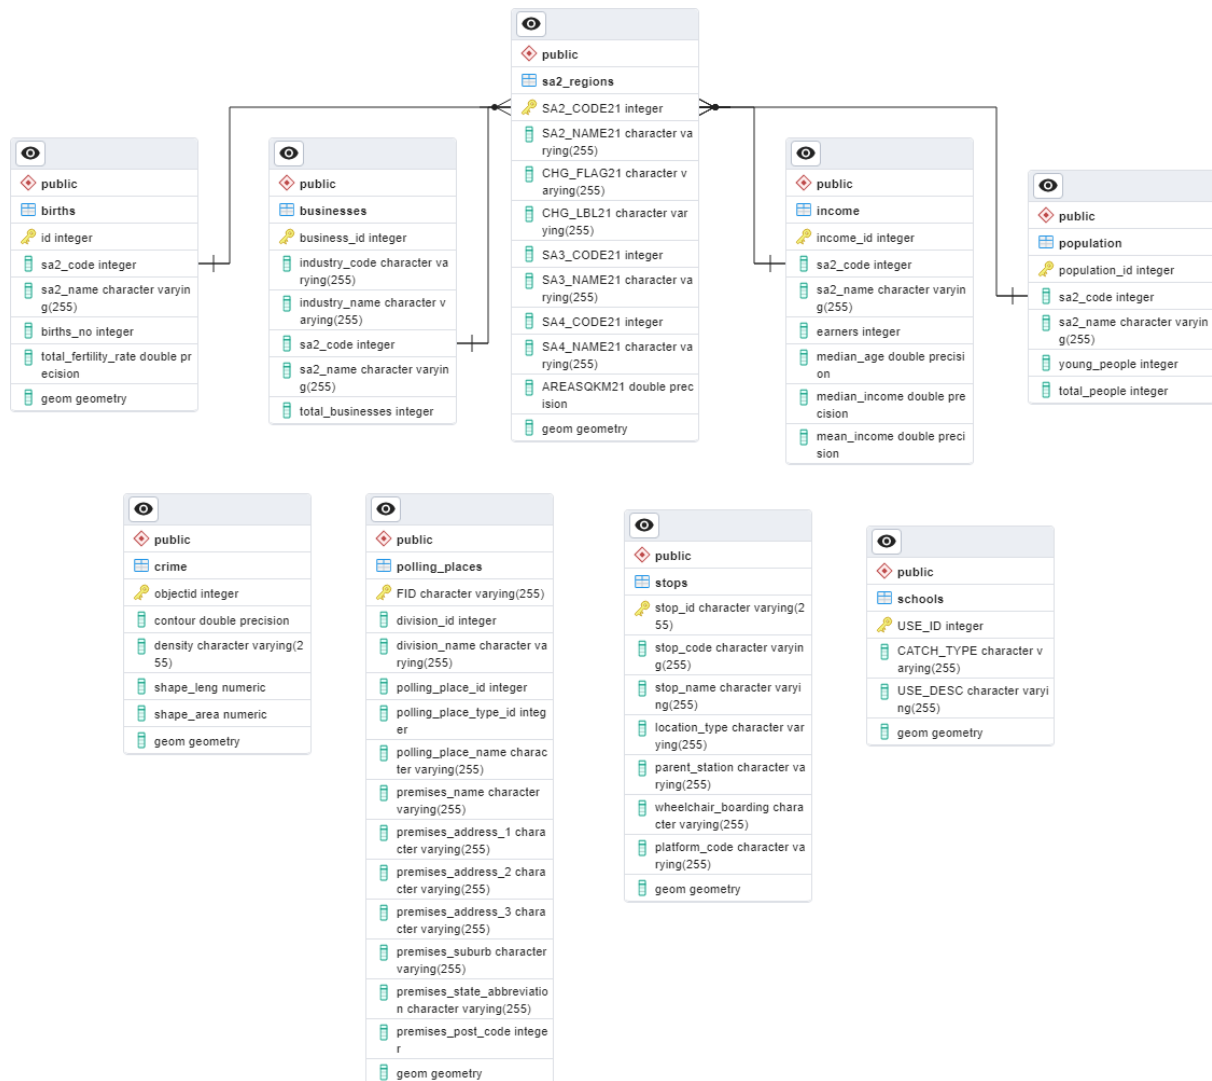 public
sa2_regions
SA2_CODE21 integer
SA2_NAME21 character va
rying(255)
CHG_FLAG21 character v
arying(255)
CHG_LBL21 character var
ying(255)
SA3_CODE21 integer
SA3_NAME21 character va
rying(255)
SA4_CODE21 integer
SA4_NAME21 character va
rying(255)
AREASQKM21 double prec
ision
geom geometry
public
births
id integer
sa2_code integer
sa2_name character varyin
g(255)
births_no integer
total_fertility_rate double pr
ecision
geom geometry
public
businesses
business_id integer
industry_code character va
rying(255)
industry_name character v
arying(255)
sa2_code integer
sa2_name character varyin
g(255)
total_businesses integer
public
income
income_id integer
sa2_code integer
sa2_name character varyin
g(255)
earners integer
median_age double precisi
on
median_income double pre
cision
mean_income double preci
sion
public
population
population_id integer
sa2_code integer
sa2_name character varyin
g(255)
young_people integer
total_people integer
public
crime
objectid integer
contour double precision
density character varying(2
55)
shape_leng numeric
shape_area numeric
geom geometry
public
polling_places
FID character varying(255)
division_id integer
division_name character va
rying(255)
polling_place_id integer
polling_place_type_id integ
er
polling_place_name charac
ter varying(255)
premises_name character
varying(255)
premises_address_1 chara
cter varying(255)
premises_address_2 chara
cter varying(255)
premises_address_3 chara
cter varying(255)
premises_suburb character
varying(255)
premises_state_abbreviatio
n character varying(255)
premises_post_code intege
r
geom geometry
public
stops
stop_id character varying(2
55)
stop_code character varyin
g(255)
stop_name character varyi
ng(255)
location_type character var
ying(255)
parent_station character va
rying(255)
wheelchair_boarding chara
cter varying(255)
platform_code character va
rying(255)
geom geometry
public
schools
USE_ID integer
CATCH_TYPE character v
arying(255)
USE_DESC character varyi
ng(255)
geom geometry